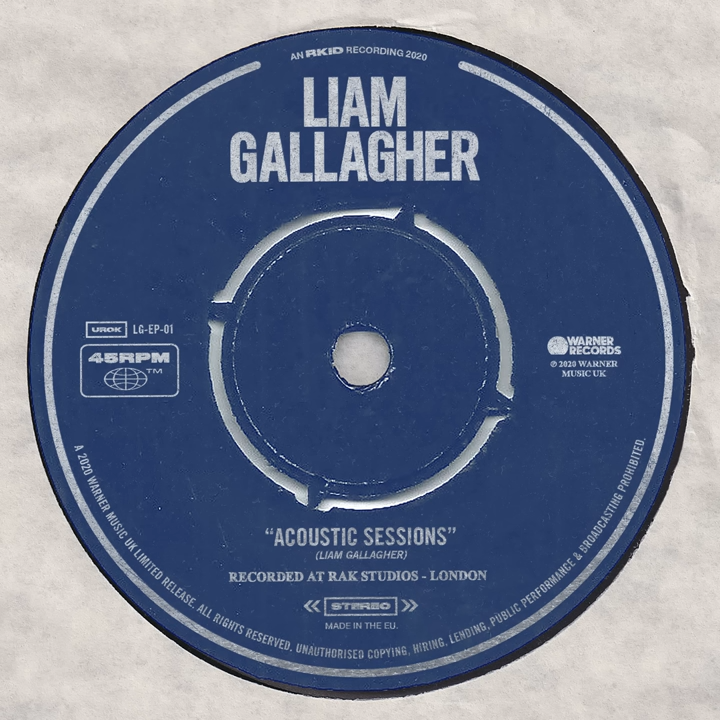 AN RKID RECORDING 2020
LIAM
GALLAGHER
UROK LG-EP-01
45RPM
TM
WARNER
RECORDS
℗ 2020 WARNER
MUSIC UK
“ACOUSTIC SESSIONS”
(LIAM GALLAGHER)
RECORDED AT RAK STUDIOS - LONDON
STEREO
MADE IN THE EU.
A 2020 WARNER MUSIC UK LIMITED RELEASE, ALL RIGHTS RESERVED, UNAUTHORISED COPYING, HIRING, LENDING, PUBLIC PERFORMANCE & BROADCASTING PROHIBITED.